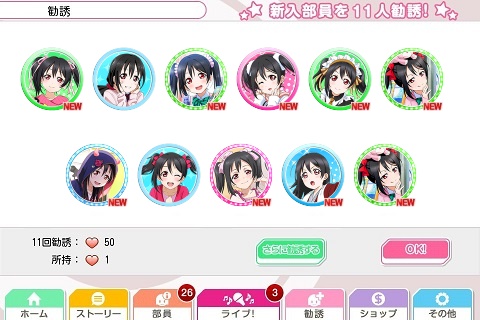 勧誘
新入部員を11人勧誘!
NEW
NEW
NEW
NEW
NEW
NEW
NEW
NEW
NEW
11回勧誘： 50
所持： 1
さらに勧誘する
OK!
26
3
ホーム
ストーリー
部員
ライブ!
勧誘
ショップ
その他